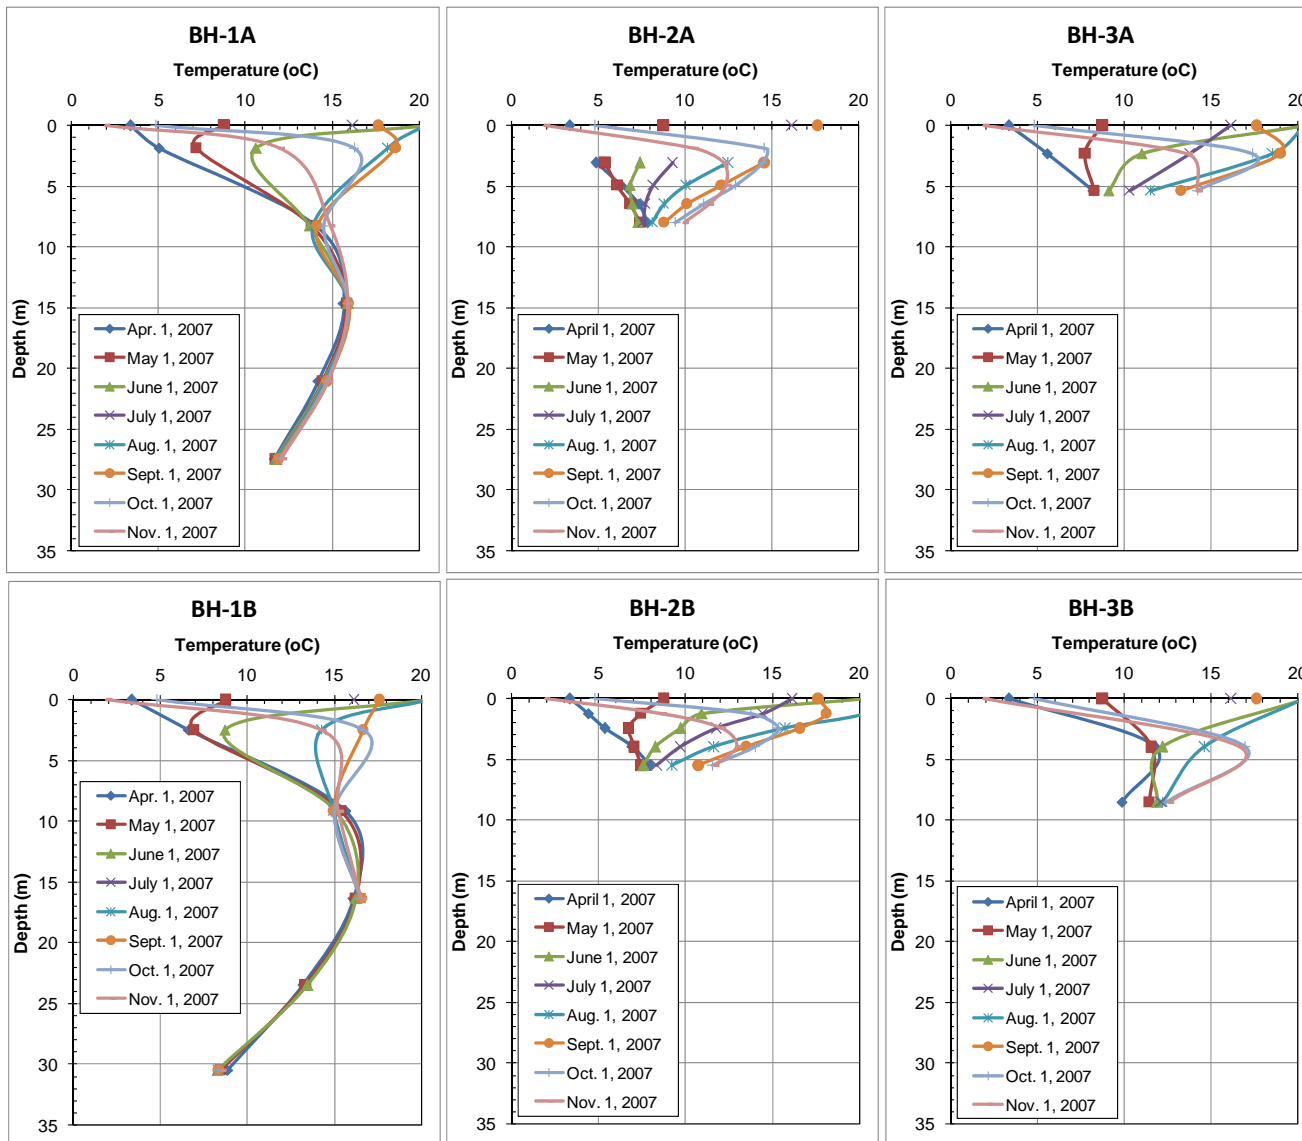 BH-1A
Temperature (oC)
0 5 10 15 20
0
5
10
15
20
25
30
35
Depth (m)
Apr. 1, 2007
May 1, 2007
June 1, 2007
July 1, 2007
Aug. 1, 2007
Sept. 1, 2007
Oct. 1, 2007
Nov. 1, 2007
BH-2A
Temperature (oC)
0 5 10 15 20
0
5
10
15
20
25
30
35
Depth (m)
April 1, 2007
May 1, 2007
June 1, 2007
July 1, 2007
Aug. 1, 2007
Sept. 1, 2007
Oct. 1, 2007
Nov. 1, 2007
BH-3A
Temperature (oC)
0 5 10 15 20
0
5
10
15
20
25
30
35
Depth (m)
April 1, 2007
May 1, 2007
June 1, 2007
July 1, 2007
Aug. 1, 2007
Sept. 1, 2007
Oct. 1, 2007
Nov. 1, 2007
BH-1B
Temperature (oC)
0 5 10 15 20
0
5
10
15
20
25
30
35
Depth (m)
Apr. 1, 2007
May 1, 2007
June 1, 2007
July 1, 2007
Aug. 1, 2007
Sept. 1, 2007
Oct. 1, 2007
Nov. 1, 2007
BH-2B
Temperature (oC)
0 5 10 15 20
0
5
10
15
20
25
30
35
Depth (m)
April 1, 2007
May 1, 2007
June 1, 2007
July 1, 2007
Aug. 1, 2007
Sept. 1, 2007
Oct. 1, 2007
Nov. 1, 2007
BH-3B
Temperature (oC)
0 5 10 15 20
0
5
10
15
20
25
30
35
Depth (m)
April 1, 2007
May 1, 2007
June 1, 2007
July 1, 2007
Aug. 1, 2007
Sept. 1, 2007
Oct. 1, 2007
Nov. 1, 2007